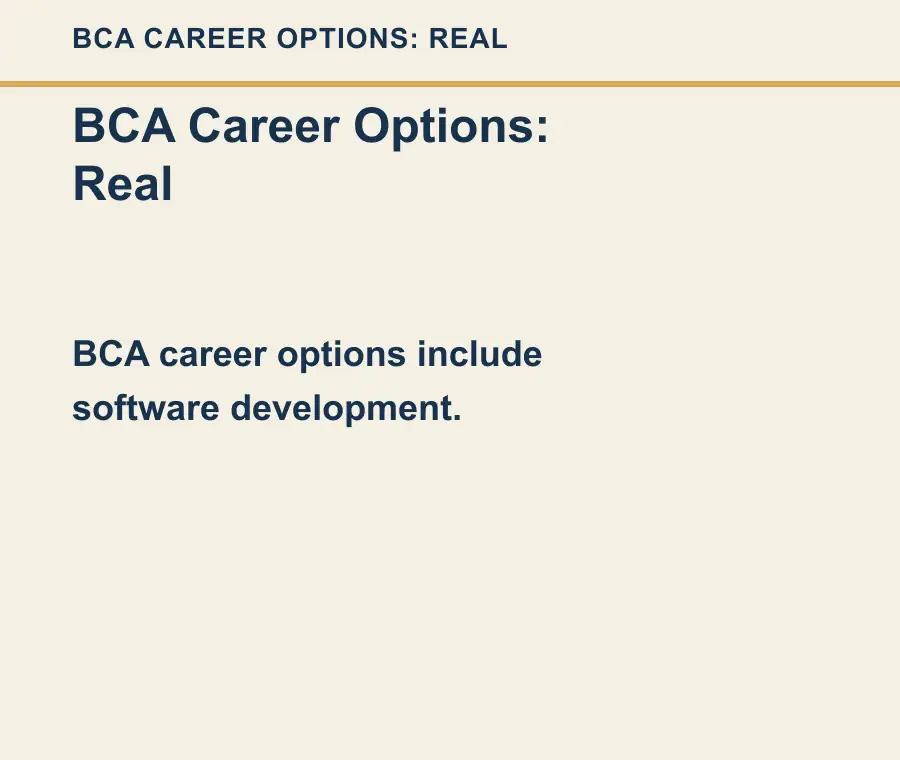 BCA CAREER OPTIONS: REAL
BCA Career Options:
Real
BCA career options include
software development.